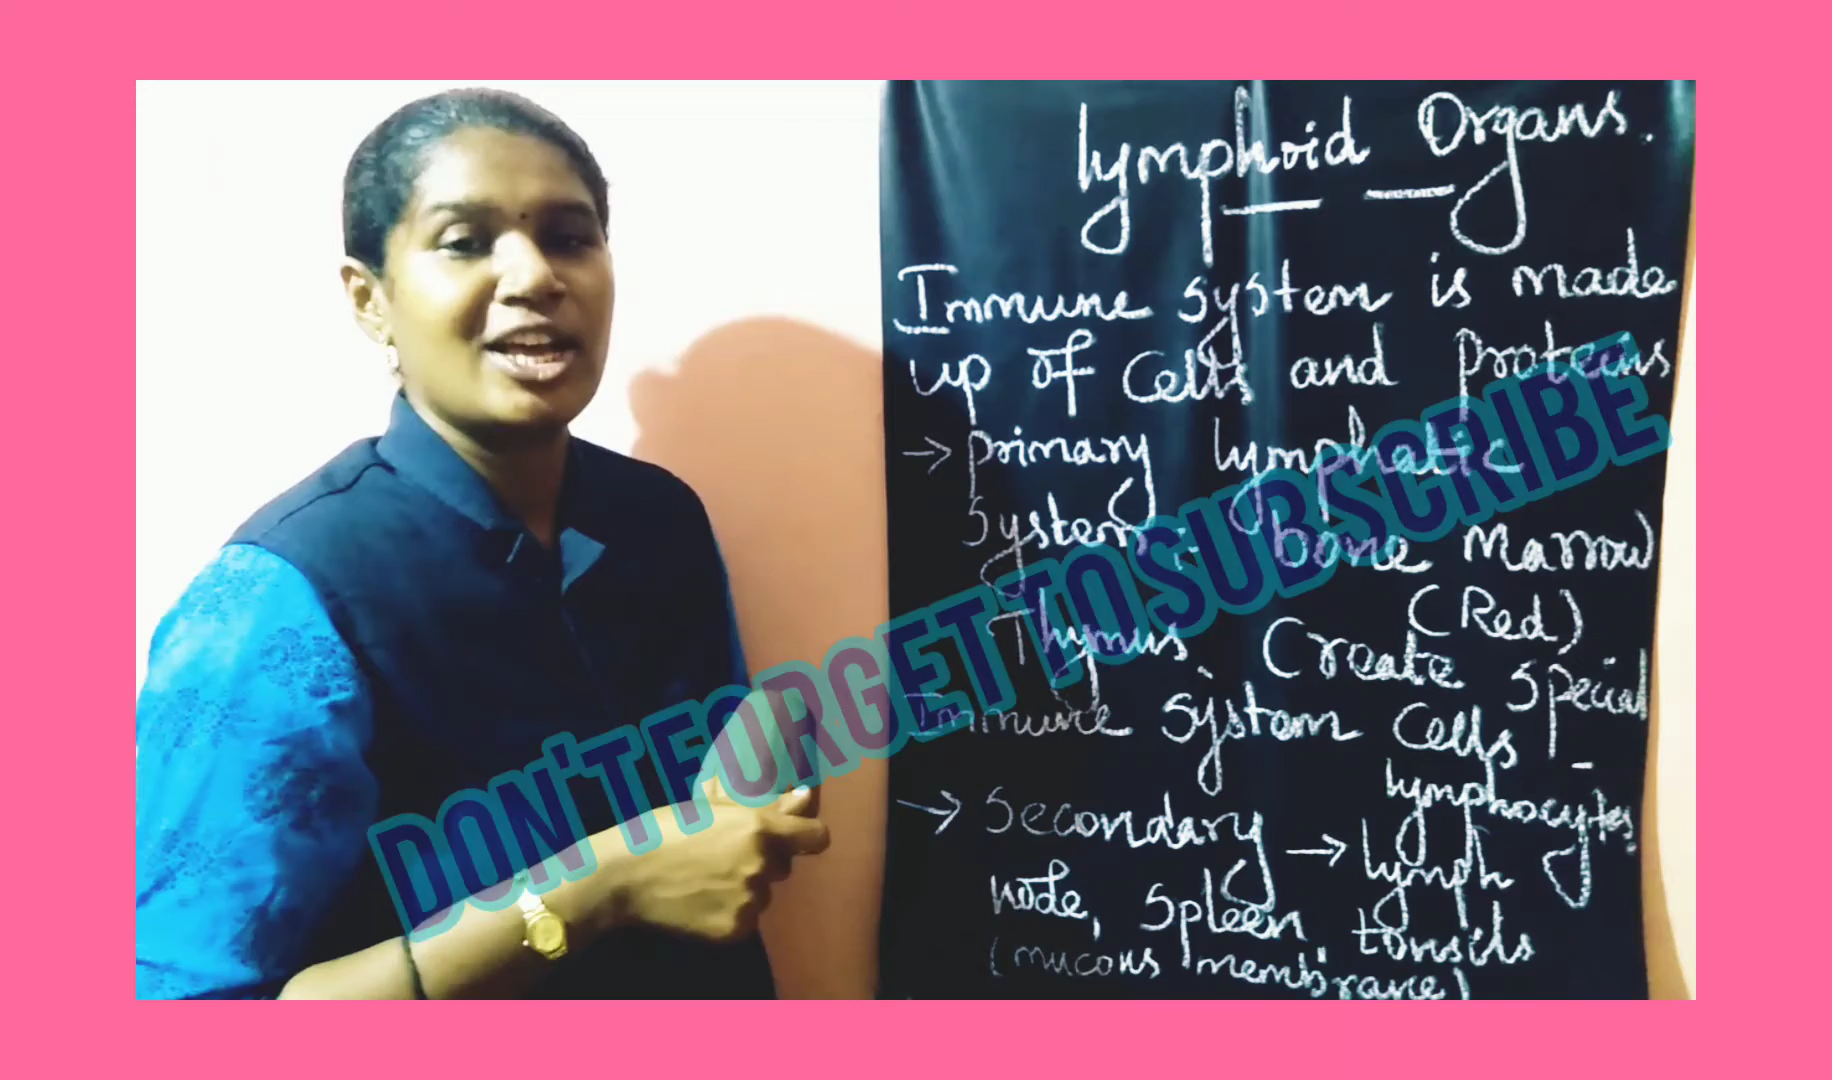 Lymphoid Organs.
Immune system is made
up of Cells and proteins
→ primary lymphatic
System :- bone Marrow
(Red)
Thymus. Create special
Immune system cells -
lymphocytes.
→ Secondary → lymph
node, spleen, tonsils
(mucous membrane)
DON'T FORGET TO SUBSCRIBE